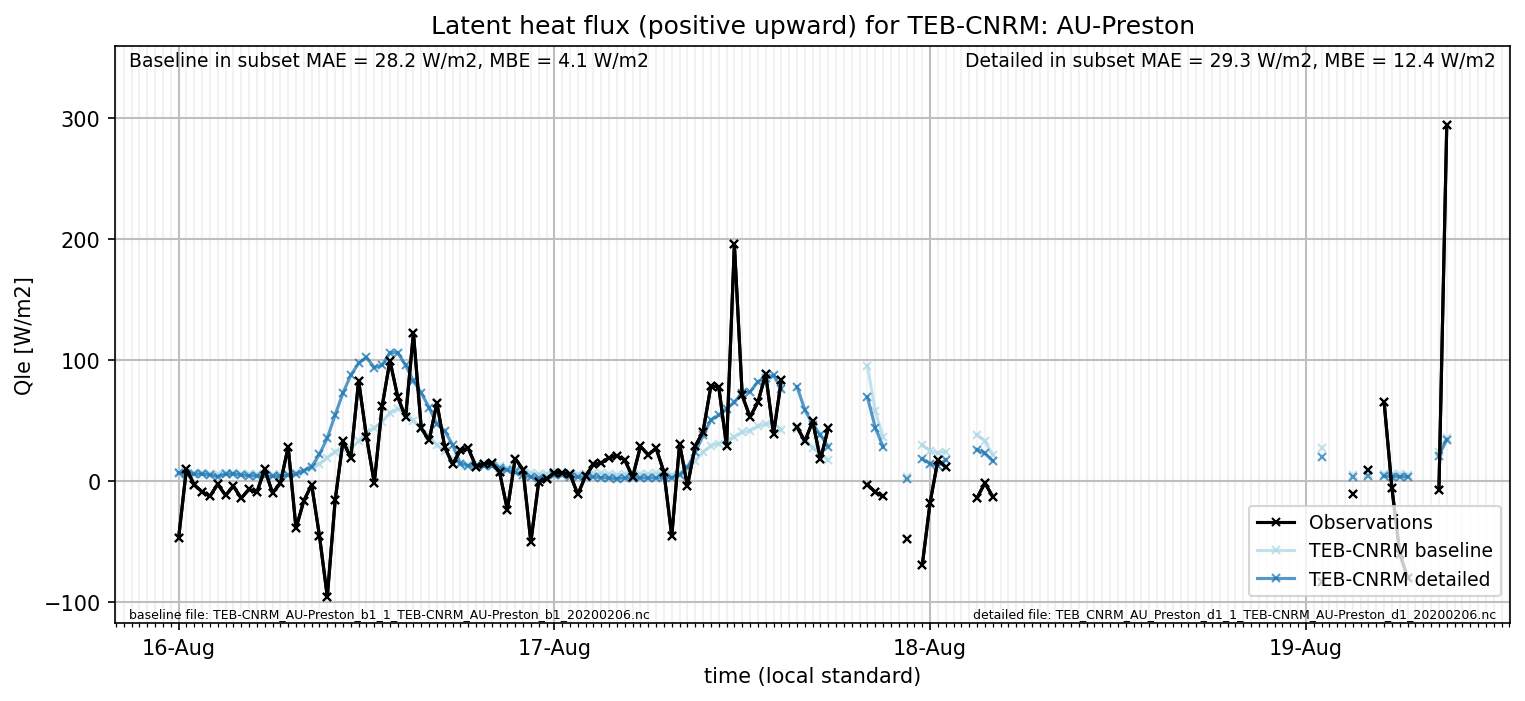 Latent heat flux (positive upward) for TEB-CNRM: AU-Preston
Baseline in subset MAE = 28.2 W/m2, MBE = 4.1 W/m2
Detailed in subset MAE = 29.3 W/m2, MBE = 12.4 W/m2
Qle [W/m2]
300
200
100
0
−100
Observations
TEB-CNRM baseline
TEB-CNRM detailed
baseline file: TEB-CNRM_AU-Preston_b1_1_TEB-CNRM_AU-Preston_b1_20200206.nc
detailed file: TEB_CNRM_AU_Preston_d1_1_TEB-CNRM_AU-Preston_d1_20200206.nc
16-Aug
17-Aug
18-Aug
19-Aug
time (local standard)